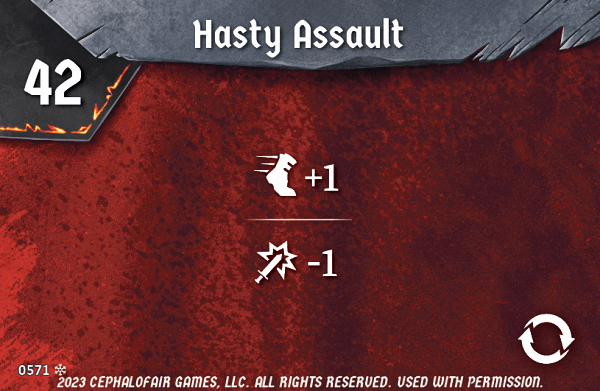 Hasty Assault
42
+1
-1
0571
2023 CEPHALOFAIR GAMES, LLC. ALL RIGHTS RESERVED. USED WITH PERMISSION.